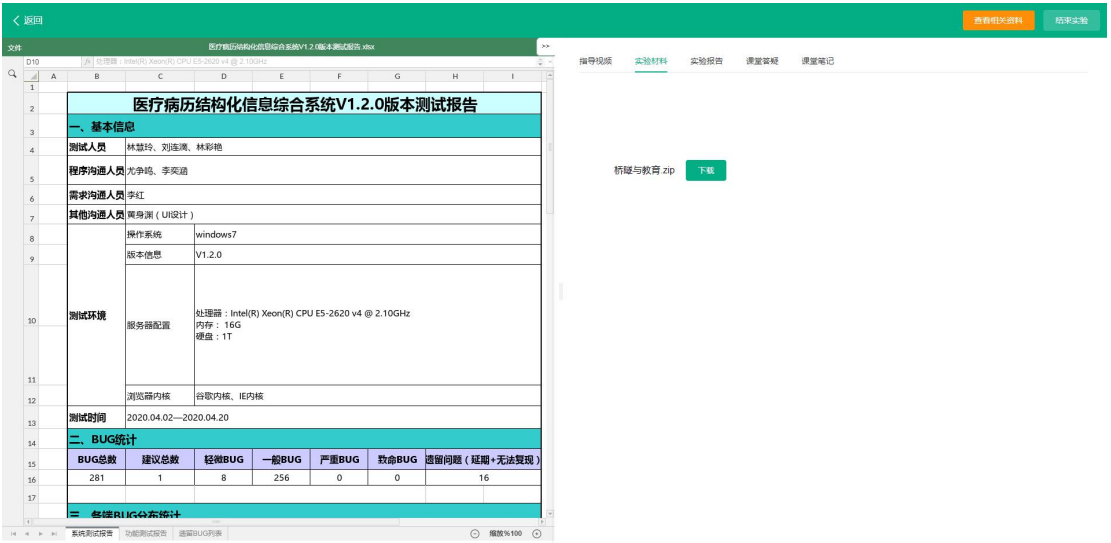 返回
查看相关资料
结束实验
文件
医疗病历结构化信息综合系统V1.2.0版本测试报告.xlsx
>>
D10
fx 处理器：Intel(R) Xeon(R) CPU E5-2620 v4 @ 2.10GHz
A B C D E F G H I
1
2 医疗病历结构化信息综合系统V1.2.0版本测试报告
3 一、基本信息
4 测试人员 林慧玲、刘连漪、林彩艳
5 程序沟通人员 尤争鸣、李奕涵
6 需求沟通人员 李红
7 其他沟通人员 黄身渊（UI设计）
8 操作系统 windows7
9 版本信息 V1.2.0
处理器：Intel(R) Xeon(R) CPU E5-2620 v4 @ 2.10GHz
10 测试环境 服务器配置 内存： 16G
硬盘：1T
11
12 浏览器内核 谷歌内核、IE内核
13 测试时间 2020.04.02—2020.04.20
14 二、BUG统计
15 BUG总数 建议总数 轻微BUG 一般BUG 严重BUG 致命BUG 遗留问题（延期+无法复现）
16 281 1 8 256 0 0 16
17
三、各端BUG分布统计
系统测试报告 功能测试报告 遗留BUG列表
缩放%100
指导视频 实验材料 实验报告 课堂答疑 课堂笔记
桥隧与教育.zip
下载